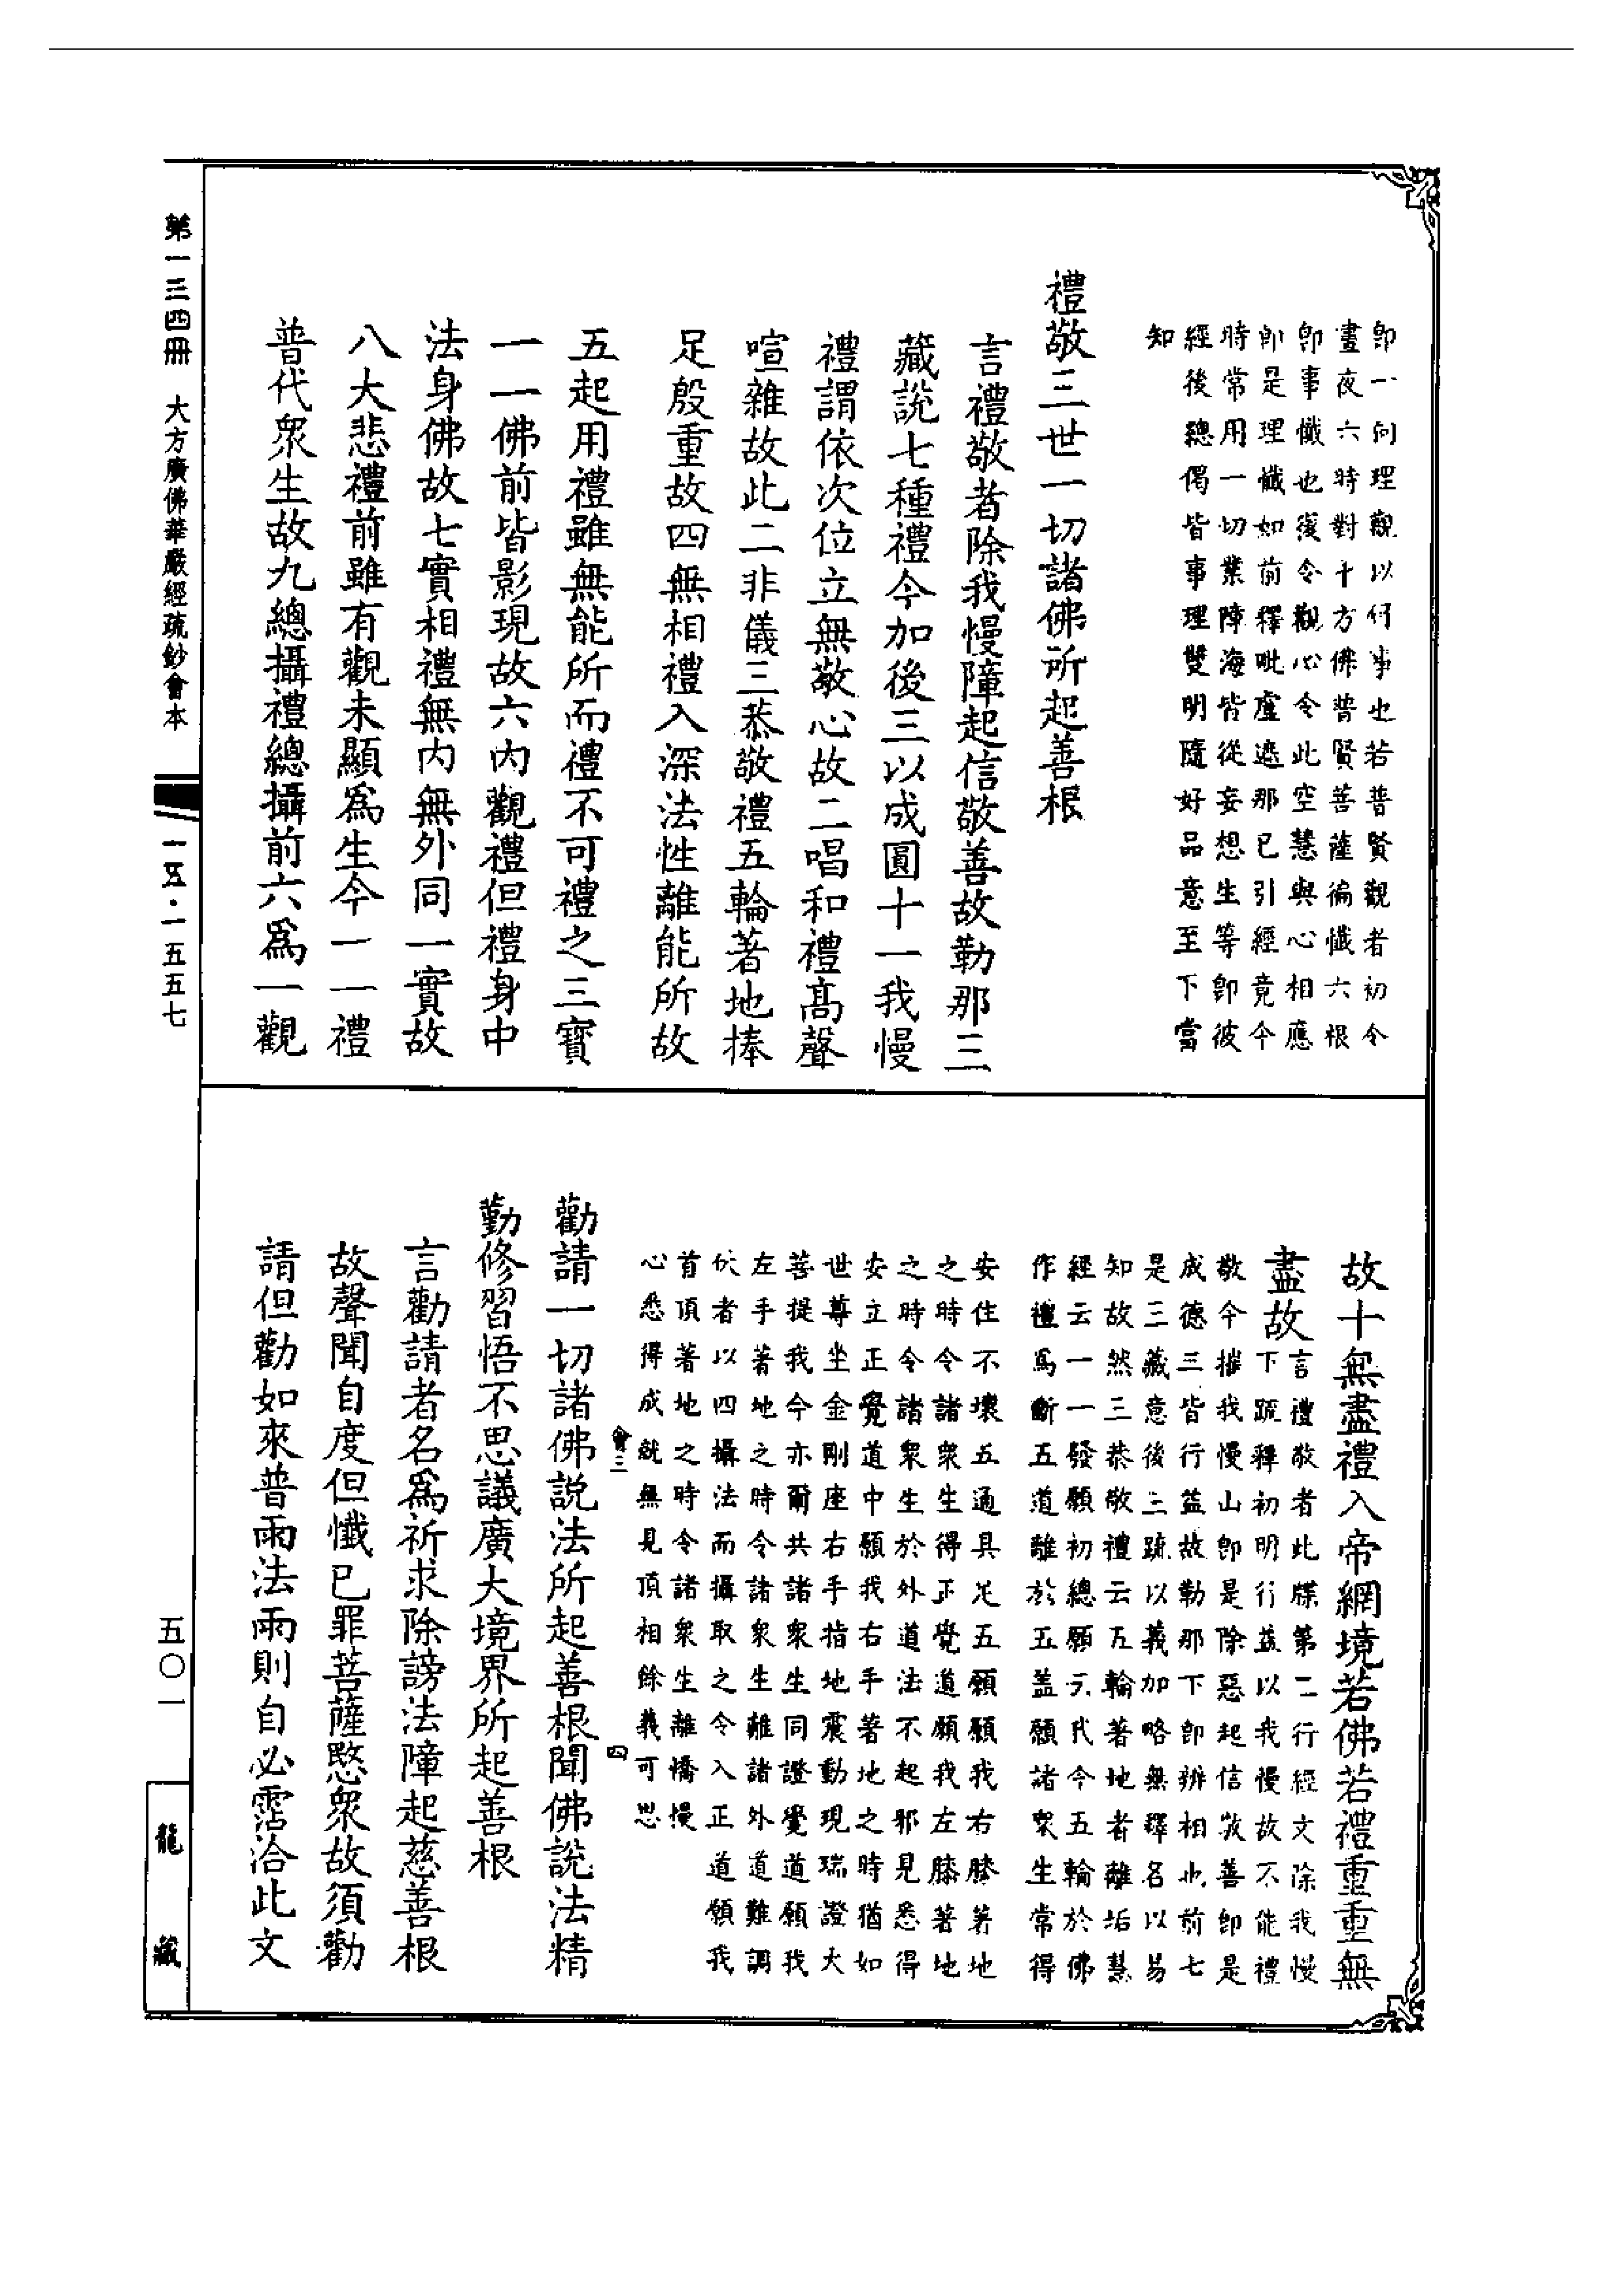 即一向理觀以何事也若普賢觀者初令
晝夜六時對十方佛普賢菩薩徧懺六根
即事懺也復令觀心令此空慧與心相應
即是理懺如前釋毗盧遮那已引經竟今
時常用一切業障海皆從妄想生等即彼
經後總偈皆事理雙明隨好品意至下當
知
禮敬三世一切諸佛所起善根
言禮敬者除我慢障起信敬善故勒那三
藏說七種禮今加後三以成圓十一我慢
禮謂依次位立無敬心故二唱和禮高聲
喧雜故此二非儀三恭敬禮五輪著地捧
足殷重故四無相禮入深法性離能所故
五起用禮雖無能所而禮不可禮之三寶
一一佛前皆影現故六內觀禮但禮身中
法身佛故七實相禮無內無外同一實故
八大悲禮前雖有觀未顯爲生今一一禮
普代衆生故九總攝禮總攝前六爲一觀
故十無盡禮入帝網境若佛若禮重重無
盡故
言禮敬者此牒第二行經文除我慢
下䟽釋初明行益以我慢故不能禮
敬今摧我慢山即是除惡起信敬善即是
成德三皆行益故勒那下即辨相也前七
是三藏意後三䟽以義加略無釋名以易
知故然三恭敬禮云五輪著地者離垢慧
經云一一發願初總願云我今五輪於佛
作禮爲斷五道離於五盖願諸衆生常得
安住不壞五通具足五願願我右膝著地
之時令諸衆生得正覺道願我左膝著地
之時令諸衆生於外道法不起邪見悉得
安立正覺道中願我右手著地之時猶如
世尊坐金剛座右手指地震動現瑞證大
菩提我今亦爾共諸衆生同證覺道願我
左手著地之時令諸衆生離諸外道難調
伏者以四攝法而攝取之令入正道願我
首頂著地之時令諸衆生離憍慢
心悉得成就無見頂相餘義可思
會三
四
勸請一切諸佛說法所起善根聞佛說法精
勤修習悟不思議廣大境界所起善根
言勸請者名爲祈求除謗法障起慈善根
故聲聞自度但懺已罪菩薩愍衆故須勸
請但勸如來普雨法雨則自必霑洽此文
第一三四冊　大方廣佛華嚴經疏鈔會本
一五·一五五七
五〇一
龍藏